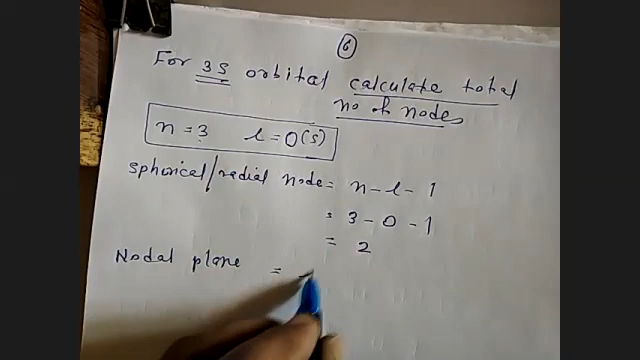 6
For 3S orbital calculate total
no of nodes
n = 3 l = 0(s)
Spherical/radial node = n - l - 1
= 3 - 0 - 1
= 2
Nodal plane =